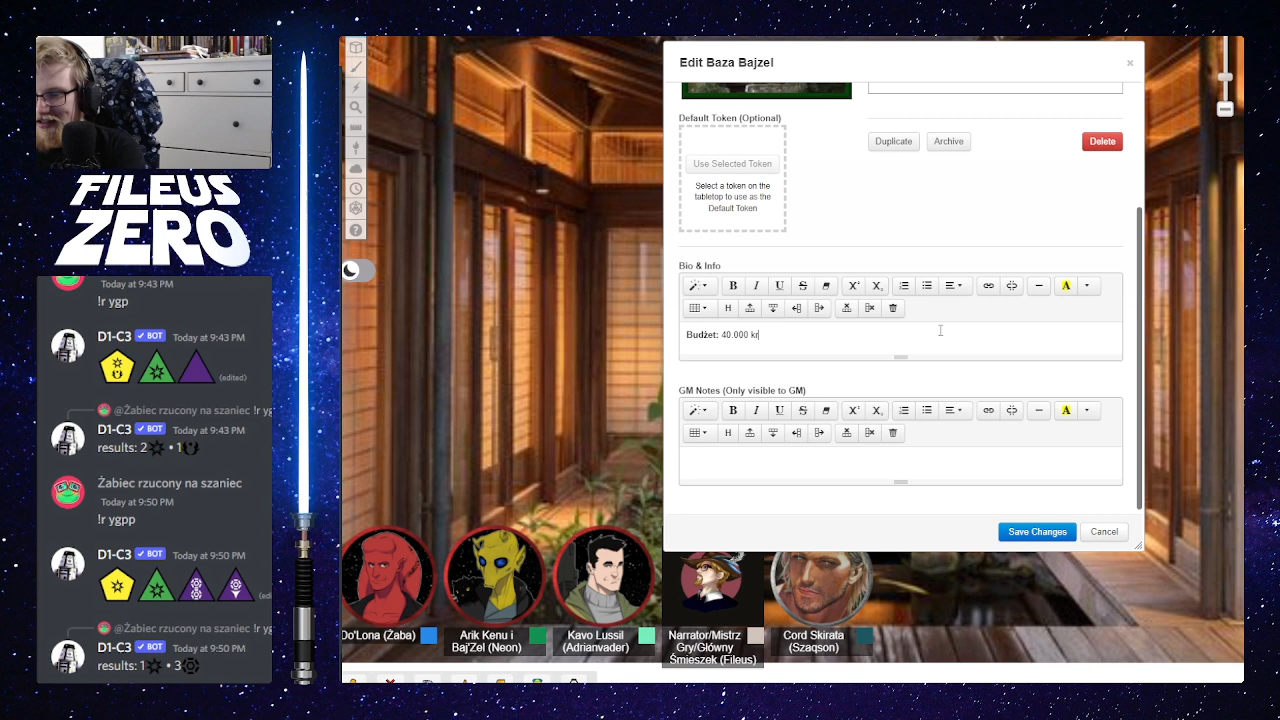 FILEUS
ZERO
Today at 9:43 PM
!r ygp
D1-C3 ✓ BOT Today at 9:43 PM
(edited)
@Żabiec rzucony na szaniec !r yg
D1-C3 ✓ BOT Today at 9:43 PM
results: 2 • 1
Żabiec rzucony na szaniec
Today at 9:50 PM
!r ygpp
D1-C3 ✓ BOT Today at 9:50 PM
(edi
@Żabiec rzucony na szaniec !r yg
D1-C3 ✓ BOT Today at 9:50 PM
results: 1 • 3
Edit Baza Bajzel
×
Default Token (Optional)
Use Selected Token
Select a token on the
tabletop to use as the
Default Token
Duplicate
Archive
Delete
Bio & Info
B I U S X² Xₓ A
H
Budżet: 40.000 kr
GM Notes (Only visible to GM)
B I U S X² Xₓ A
H
Save Changes
Cancel
Do'Lona (Żaba)
Arik Kenu i
Baj'Zel (Neon)
Kavo Lussil
(Adrianvader)
Narrator/Mistrz
Gry/Główny
Śmieszek (Fileus)
Cord Skirata
(Szaqson)